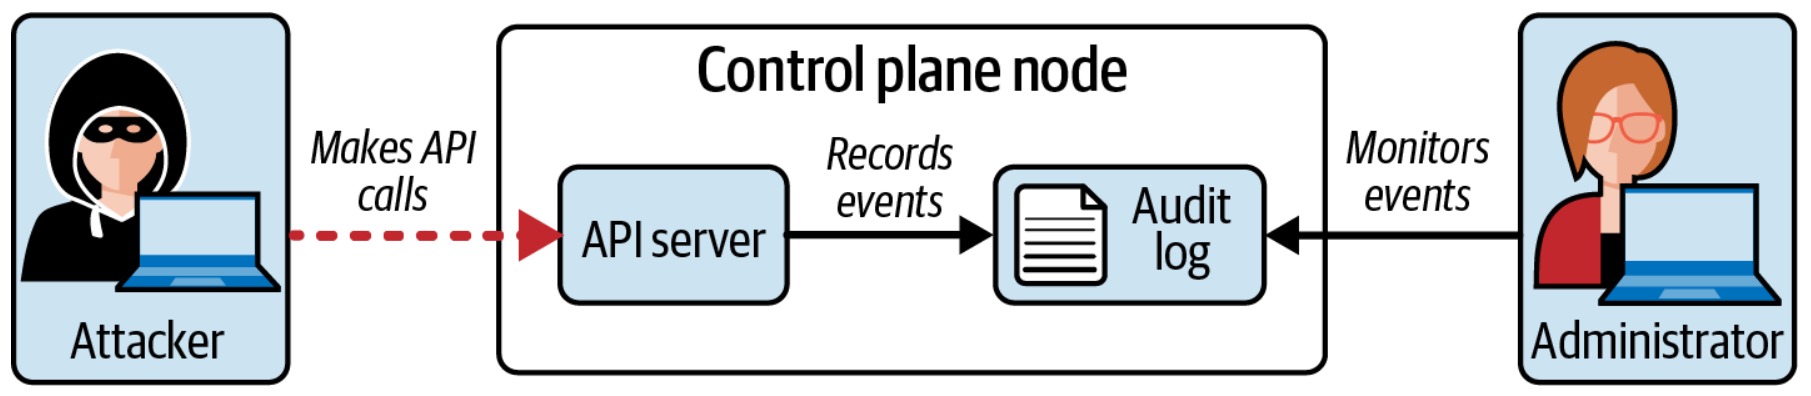 Control plane node
Makes API
calls
Records
events
Monitors
events
API server
Audit
log
Attacker
Administrator